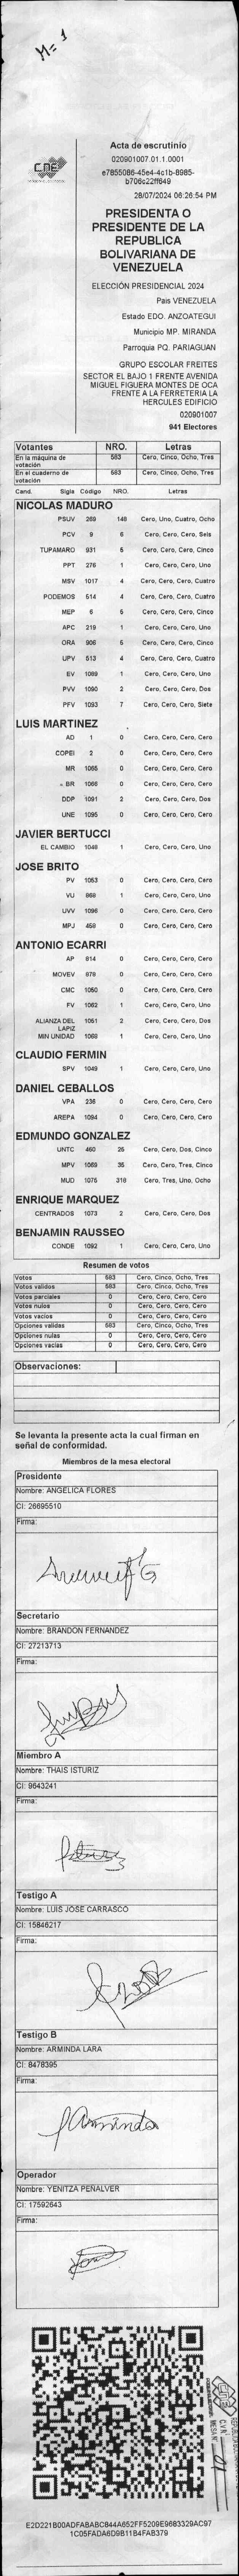 M= 1
CNE
Acta de escrutinio
020901007.01.1.0001
e7855086-45e4-4c1b-8985-
b706c22ff649
28/07/2024 06:26:54 PM
PRESIDENTA O
PRESIDENTE DE LA
REPUBLICA
BOLIVARIANA DE
VENEZUELA
ELECCIÓN PRESIDENCIAL 2024
Pais VENEZUELA
Estado EDO. ANZOATEGUI
Municipio MP. MIRANDA
Parroquia PQ. PARIAGUAN
GRUPO ESCOLAR FREITES
SECTOR EL BAJO 1 FRENTE AVENIDA
MIGUEL FIGUERA MONTES DE OCA
FRENTE A LA FERRETERIA LA
HERCULES EDIFICIO
020901007
941 Electores
Votantes NRO. Letras
En la máquina de votación 583 Cero, Cinco, Ocho, Tres
En el cuaderno de votación 583 Cero, Cinco, Ocho, Tres
Cand. Sigla Código NRO. Letras
NICOLAS MADURO
PSUV 269 148 Cero, Uno, Cuatro, Ocho
PCV 9 6 Cero, Cero, Cero, Seis
TUPAMARO 931 5 Cero, Cero, Cero, Cinco
PPT 276 1 Cero, Cero, Cero, Uno
MSV 1017 4 Cero, Cero, Cero, Cuatro
PODEMOS 514 4 Cero, Cero, Cero, Cuatro
MEP 6 5 Cero, Cero, Cero, Cinco
APC 219 1 Cero, Cero, Cero, Uno
ORA 906 5 Cero, Cero, Cero, Cinco
UPV 513 4 Cero, Cero, Cero, Cuatro
EV 1089 1 Cero, Cero, Cero, Uno
PVV 1090 2 Cero, Cero, Cero, Dos
PFV 1093 7 Cero, Cero, Cero, Siete
LUIS MARTINEZ
AD 1 0 Cero, Cero, Cero, Cero
COPEI 2 0 Cero, Cero, Cero, Cero
MR 1065 0 Cero, Cero, Cero, Cero
BR 1066 0 Cero, Cero, Cero, Cero
DDP 1091 2 Cero, Cero, Cero, Dos
UNE 1095 0 Cero, Cero, Cero, Cero
JAVIER BERTUCCI
EL CAMBIO 1048 1 Cero, Cero, Cero, Uno
JOSE BRITO
PV 1053 0 Cero, Cero, Cero, Cero
VU 868 1 Cero, Cero, Cero, Uno
UVV 1096 0 Cero, Cero, Cero, Cero
MPJ 458 0 Cero, Cero, Cero, Cero
ANTONIO ECARRI
AP 814 0 Cero, Cero, Cero, Cero
MOVEV 878 0 Cero, Cero, Cero, Cero
CMC 1050 0 Cero, Cero, Cero, Cero
FV 1062 1 Cero, Cero, Cero, Uno
ALIANZA DEL LAPIZ 1051 2 Cero, Cero, Cero, Dos
MIN UNIDAD 1068 1 Cero, Cero, Cero, Uno
CLAUDIO FERMIN
SPV 1049 1 Cero, Cero, Cero, Uno
DANIEL CEBALLOS
VPA 236 0 Cero, Cero, Cero, Cero
AREPA 1094 0 Cero, Cero, Cero, Cero
EDMUNDO GONZALEZ
UNTC 460 25 Cero, Cero, Dos, Cinco
MPV 1069 35 Cero, Cero, Tres, Cinco
MUD 1075 318 Cero, Tres, Uno, Ocho
ENRIQUE MARQUEZ
CENTRADOS 1073 2 Cero, Cero, Cero, Dos
BENJAMIN RAUSSEO
CONDE 1092 1 Cero, Cero, Cero, Uno
Resumen de votos
Votos 583 Cero, Cinco, Ocho, Tres
Votos validos 583 Cero, Cinco, Ocho, Tres
Votos parciales 0 Cero, Cero, Cero, Cero
Votos nulos 0 Cero, Cero, Cero, Cero
Votos vacios 0 Cero, Cero, Cero, Cero
Opciones validas 583 Cero, Cinco, Ocho, Tres
Opciones nulas 0 Cero, Cero, Cero, Cero
Opciones vacias 0 Cero, Cero, Cero, Cero
Observaciones:
Se levanta la presente acta la cual firman en
señal de conformidad.
Miembros de la mesa electoral
Presidente
Nombre: ANGELICA FLORES
CI: 26695510
Firma:
Secretario
Nombre: BRANDON FERNANDEZ
CI: 27213713
Firma:
Miembro A
Nombre: THAIS ISTURIZ
CI: 9643241
Firma:
Testigo A
Nombre: LUIS JOSE CARRASCO
CI: 15846217
Firma:
Testigo B
Nombre: ARMINDA LARA
CI: 8478395
Firma:
Arminda
Operador
Nombre: YENITZA PEÑALVER
CI: 17592643
Firma:
E2D221B00ADFABABC844A652FF5209E9683329AC97
1C05FADA6D9B11B4FAB379